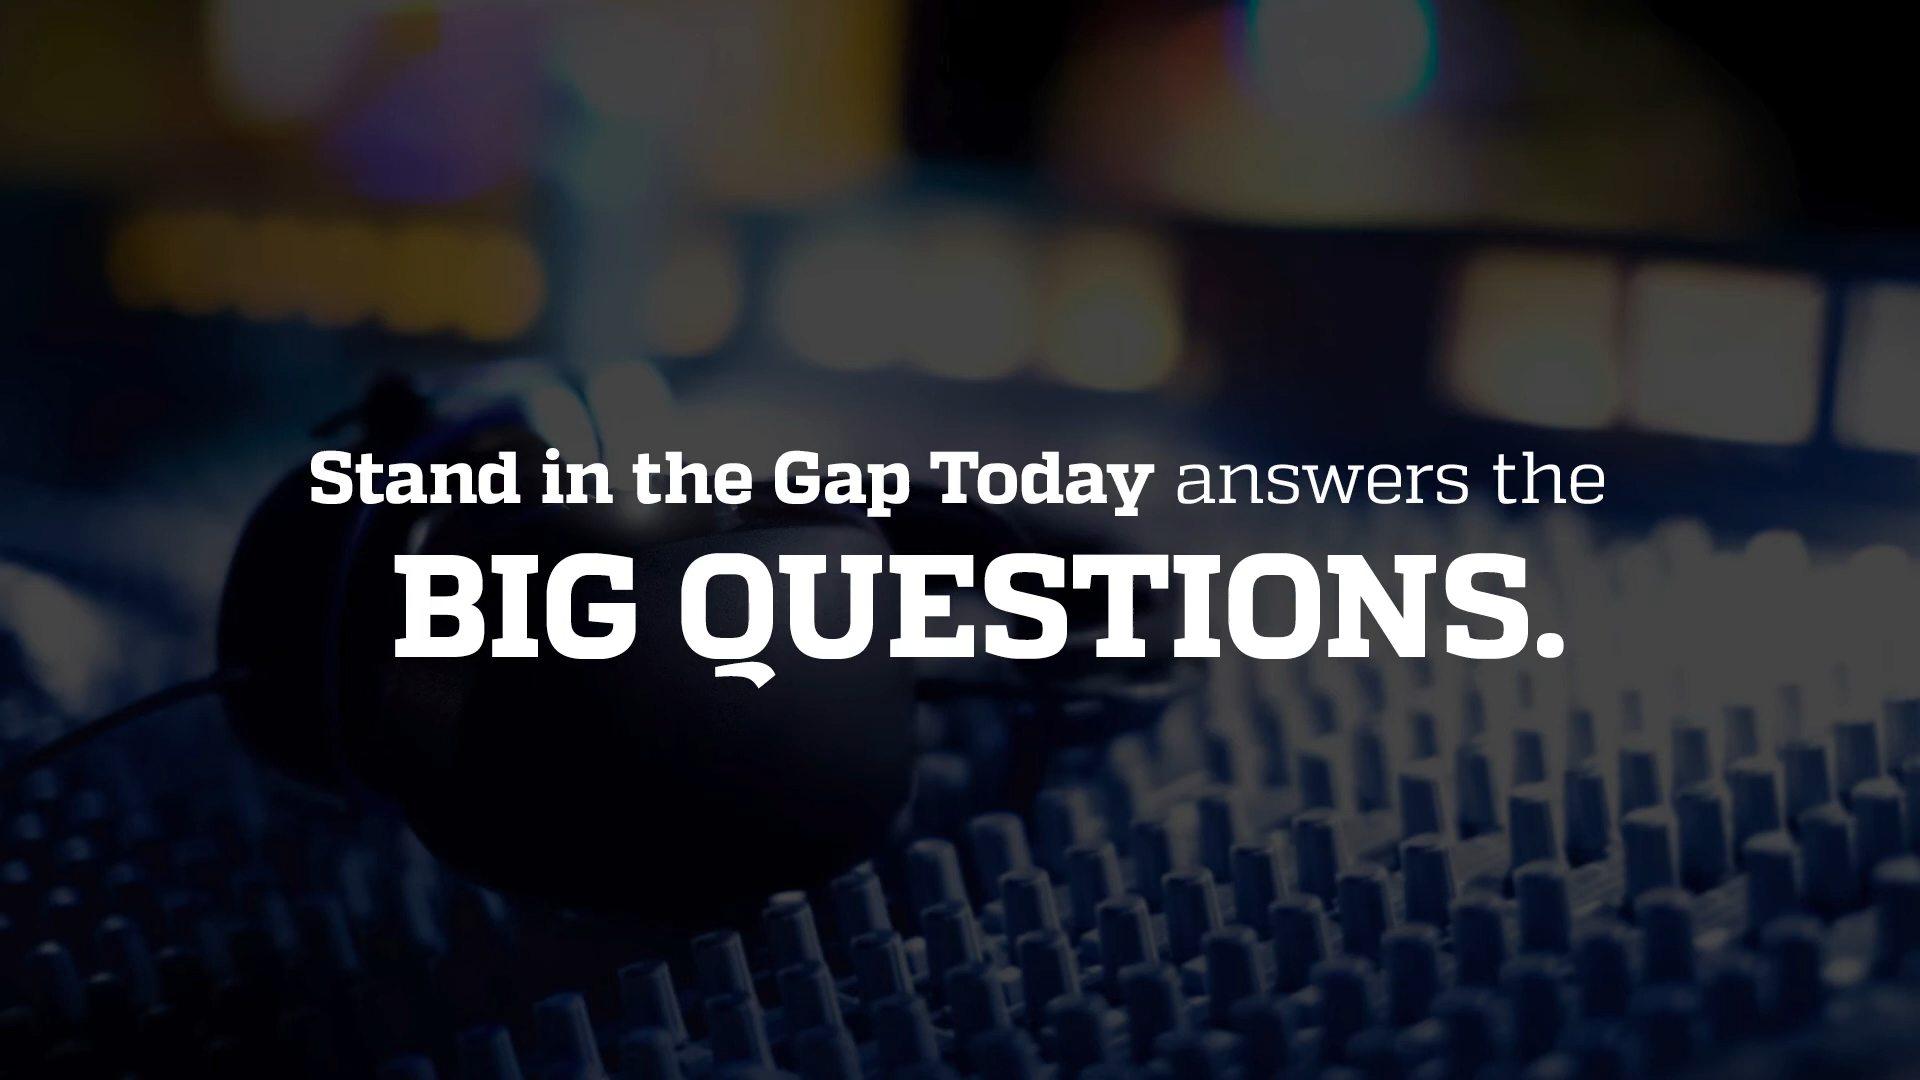 Stand in the Gap Today answers the
BIG QUESTIONS.